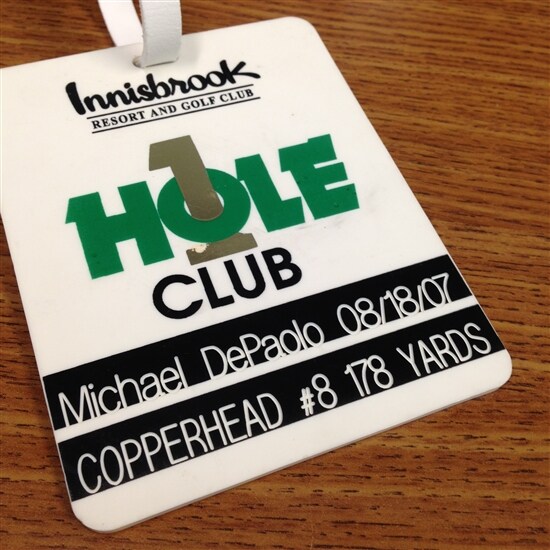 Innisbrook
RESORT AND GOLF CLUB
1
HOLE
CLUB
Michael DePaolo 08/18/07
COPPERHEAD #8 178 YARDS